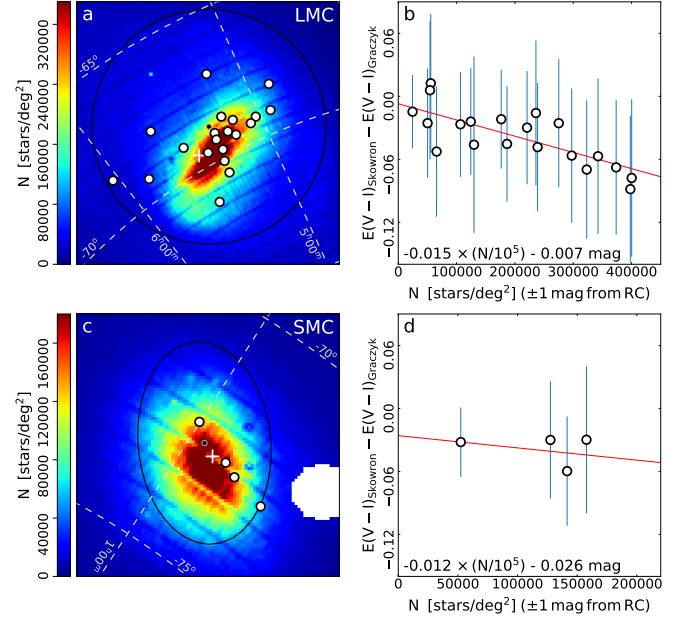 a
LMC
N [stars/deg²]
0
80000
160000
240000
320000
-65°
-70°
6ʰ00ᵐ
5ʰ00ᵐ
b
E(V − I)Skowron − E(V − I)Graczyk
0.06
0.00
−0.06
−0.12
-0.015 × (N/10⁵) - 0.007 mag
0 100000 200000 300000 400000
N [stars/deg²] (±1 mag from RC)
c
SMC
N [stars/deg²]
0
40000
80000
120000
160000
-70°
-75°
1ʰ00ᵐ
d
E(V − I)Skowron − E(V − I)Graczyk
0.06
0.00
−0.06
−0.12
-0.012 × (N/10⁵) - 0.026 mag
0 50000 100000 150000 200000
N [stars/deg²] (±1 mag from RC)